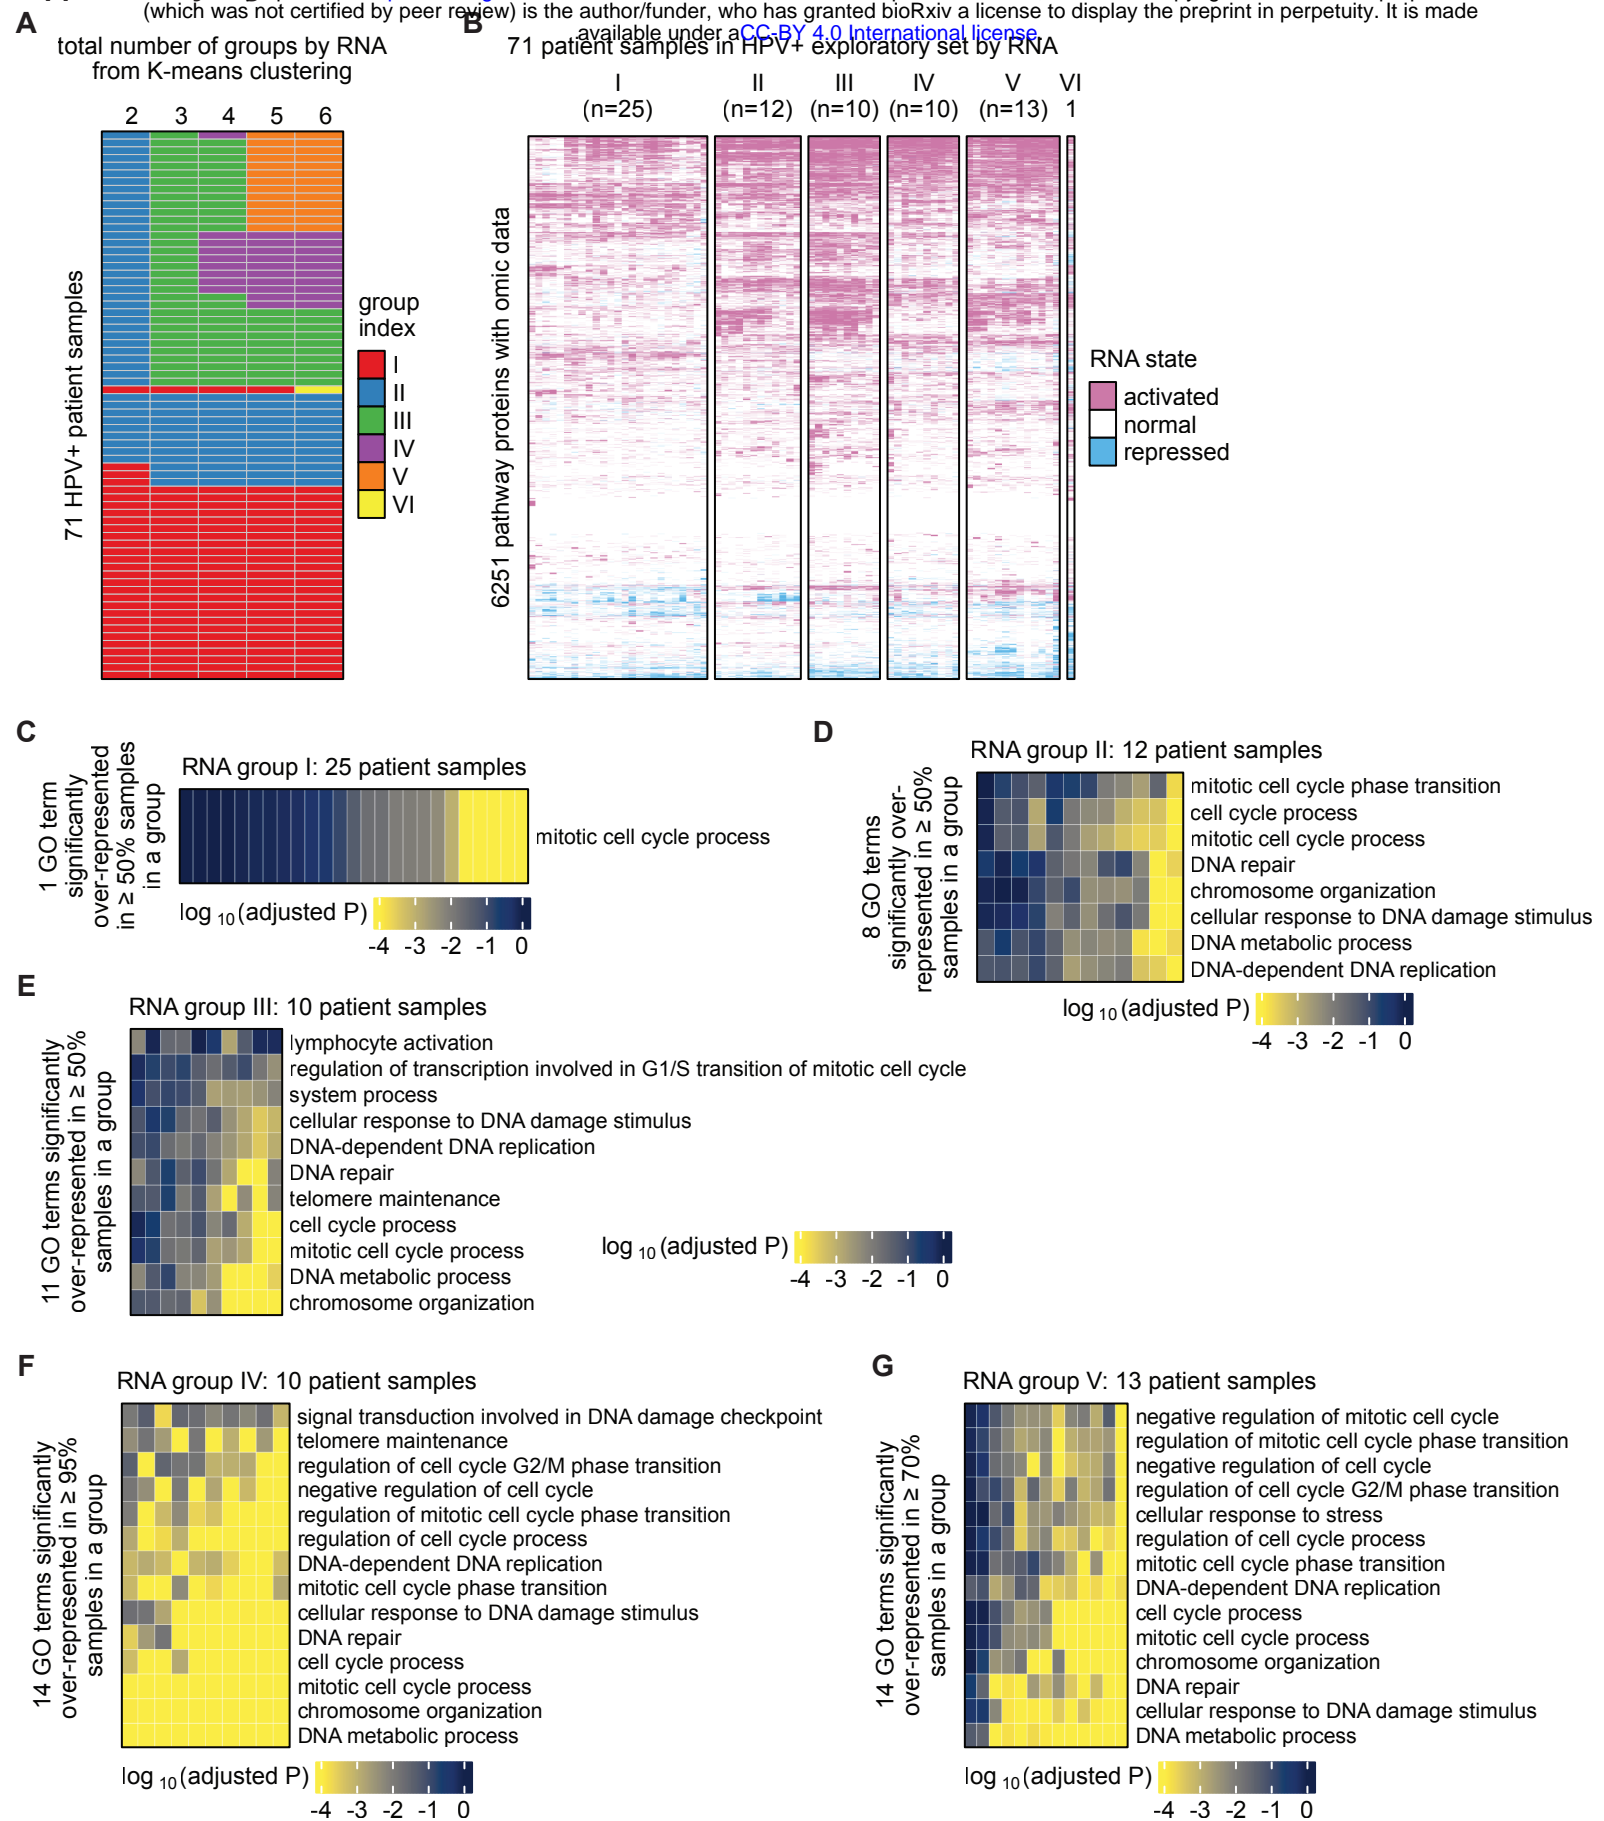 (which was not certified by peer review) is the author/funder, who has granted bioRxiv a license to display the preprint in perpetuity. It is made
available under aCC-BY 4.0 International license.
A
total number of groups by RNA
from K-means clustering
2 3 4 5 6
71 HPV+ patient samples
group
index
I
II
III
IV
V
VI
B
71 patient samples in HPV+ exploratory set by RNA
I II III IV V VI
(n=25) (n=12) (n=10) (n=10) (n=13) 1
6251 pathway proteins with omic data
RNA state
activated
normal
repressed
C
RNA group I: 25 patient samples
1 GO term
significantly
over-represented
in ≥ 50% samples
in a group
mitotic cell cycle process
log 10 (adjusted P)
-4 -3 -2 -1 0
D
RNA group II: 12 patient samples
8 GO terms
significantly over-
represented in ≥ 50%
samples in a group
mitotic cell cycle phase transition
cell cycle process
mitotic cell cycle process
DNA repair
chromosome organization
cellular response to DNA damage stimulus
DNA metabolic process
DNA-dependent DNA replication
log 10 (adjusted P)
-4 -3 -2 -1 0
E
RNA group III: 10 patient samples
11 GO terms significantly
over-represented in ≥ 50%
samples in a group
lymphocyte activation
regulation of transcription involved in G1/S transition of mitotic cell cycle
system process
cellular response to DNA damage stimulus
DNA-dependent DNA replication
DNA repair
telomere maintenance
cell cycle process
mitotic cell cycle process
DNA metabolic process
chromosome organization
log 10 (adjusted P)
-4 -3 -2 -1 0
F
RNA group IV: 10 patient samples
14 GO terms significantly
over-represented in ≥ 95%
samples in a group
signal transduction involved in DNA damage checkpoint
telomere maintenance
regulation of cell cycle G2/M phase transition
negative regulation of cell cycle
regulation of mitotic cell cycle phase transition
regulation of cell cycle process
DNA-dependent DNA replication
mitotic cell cycle phase transition
cellular response to DNA damage stimulus
DNA repair
cell cycle process
mitotic cell cycle process
chromosome organization
DNA metabolic process
log 10 (adjusted P)
-4 -3 -2 -1 0
G
RNA group V: 13 patient samples
14 GO terms significantly
over-represented in ≥ 70%
samples in a group
negative regulation of mitotic cell cycle
regulation of mitotic cell cycle phase transition
negative regulation of cell cycle
regulation of cell cycle G2/M phase transition
cellular response to stress
regulation of cell cycle process
mitotic cell cycle phase transition
DNA-dependent DNA replication
cell cycle process
mitotic cell cycle process
chromosome organization
DNA repair
cellular response to DNA damage stimulus
DNA metabolic process
log 10 (adjusted P)
-4 -3 -2 -1 0